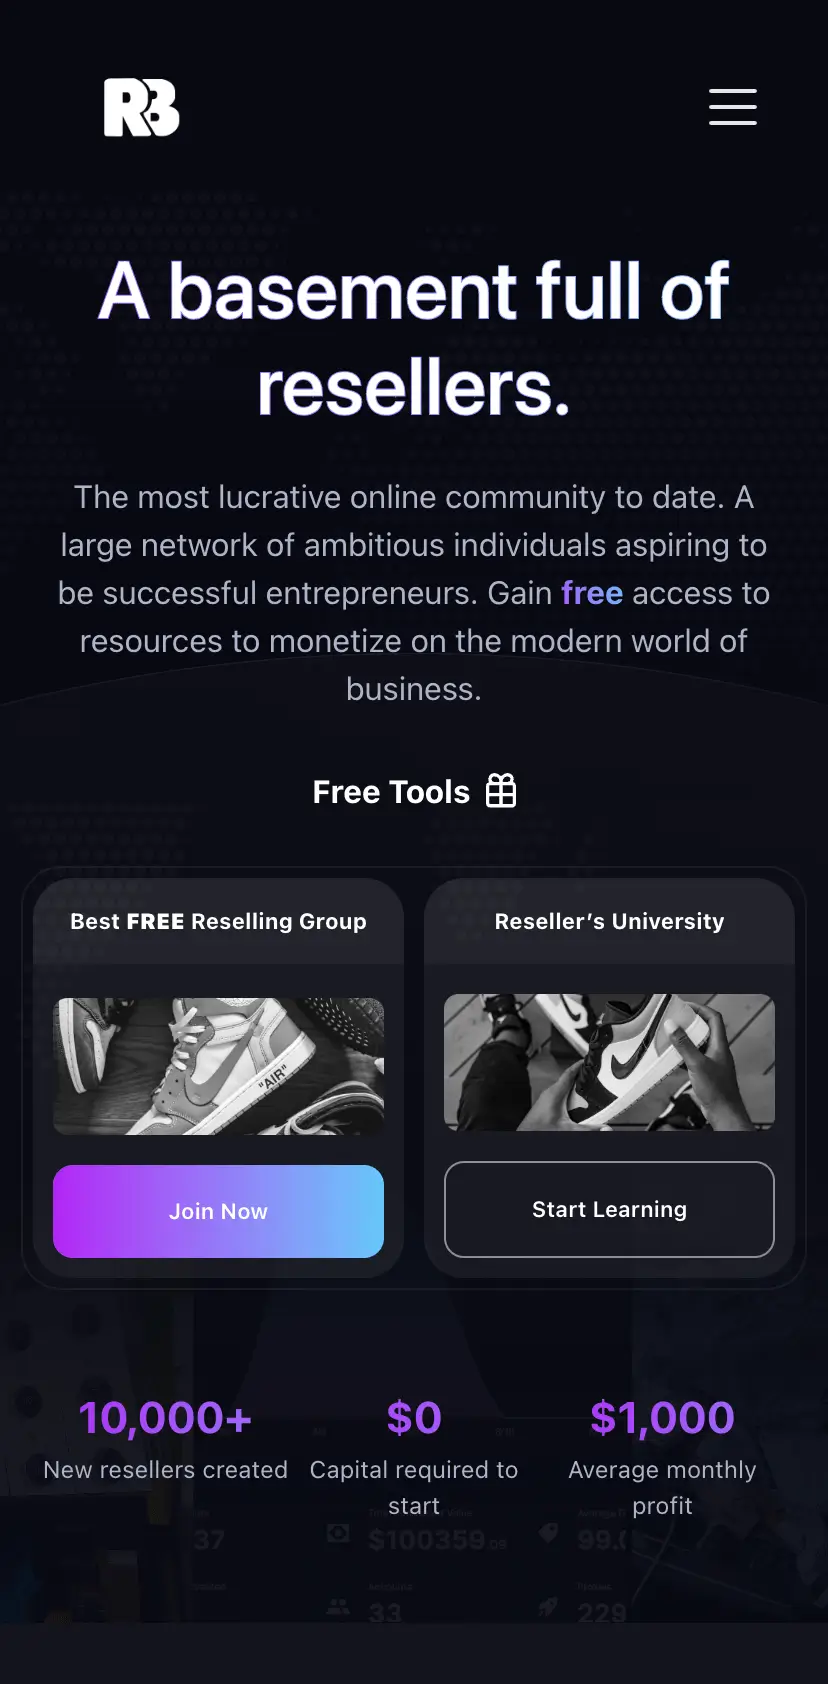 RB
A basement full of
resellers.
The most lucrative online community to date. A
large network of ambitious individuals aspiring to
be successful entrepreneurs. Gain free access to
resources to monetize on the modern world of
business.
Free Tools
Best FREE Reselling Group
Reseller’s University
"AIR"
Join Now
Start Learning
10,000+
New resellers created
$0
Capital required to
start
$1,000
Average monthly
profit
37
$100359.09
99.0
33
229